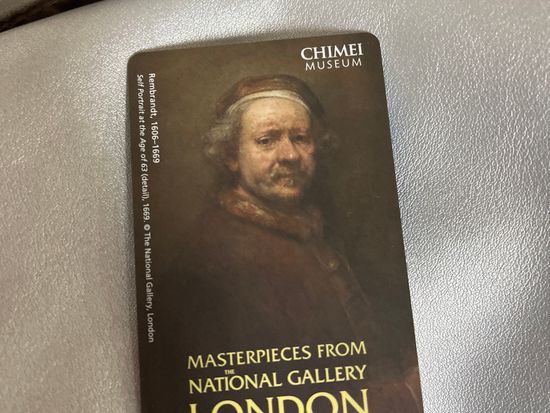 CHIMEI
MUSEUM
Rembrandt, 1606–1669
Self Portrait at the Age of 63 (detail), 1669. © The National Gallery, London
MASTERPIECES FROM
THE
NATIONAL GALLERY
LONDON